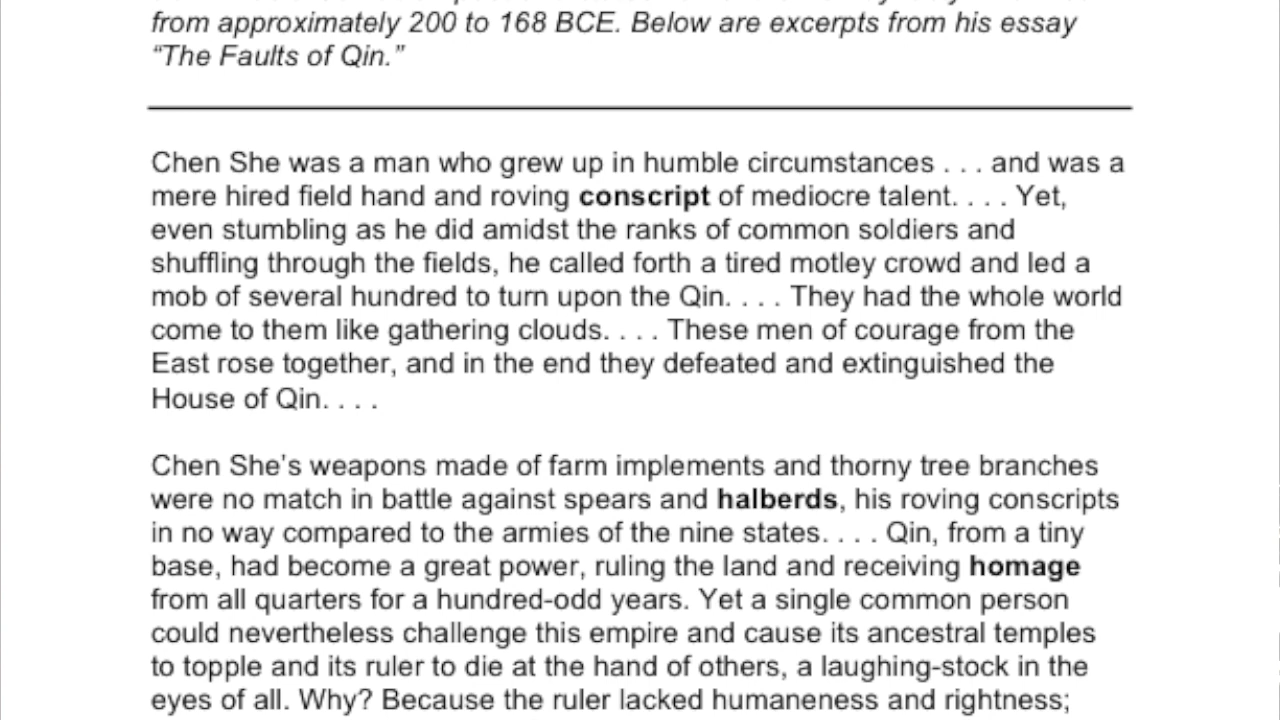 from approximately 200 to 168 BCE. Below are excerpts from his essay
“The Faults of Qin.”
Chen She was a man who grew up in humble circumstances . . . and was a
mere hired field hand and roving conscript of mediocre talent. . . . Yet,
even stumbling as he did amidst the ranks of common soldiers and
shuffling through the fields, he called forth a tired motley crowd and led a
mob of several hundred to turn upon the Qin. . . . They had the whole world
come to them like gathering clouds. . . . These men of courage from the
East rose together, and in the end they defeated and extinguished the
House of Qin. . . .
Chen She’s weapons made of farm implements and thorny tree branches
were no match in battle against spears and halberds, his roving conscripts
in no way compared to the armies of the nine states. . . . Qin, from a tiny
base, had become a great power, ruling the land and receiving homage
from all quarters for a hundred-odd years. Yet a single common person
could nevertheless challenge this empire and cause its ancestral temples
to topple and its ruler to die at the hand of others, a laughing-stock in the
eyes of all. Why? Because the ruler lacked humaneness and rightness;